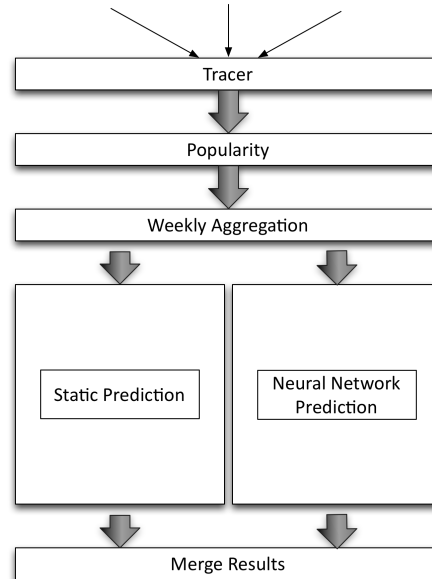 Tracer
Popularity
Weekly Aggregation
Static Prediction
Neural Network
Prediction
Merge Results